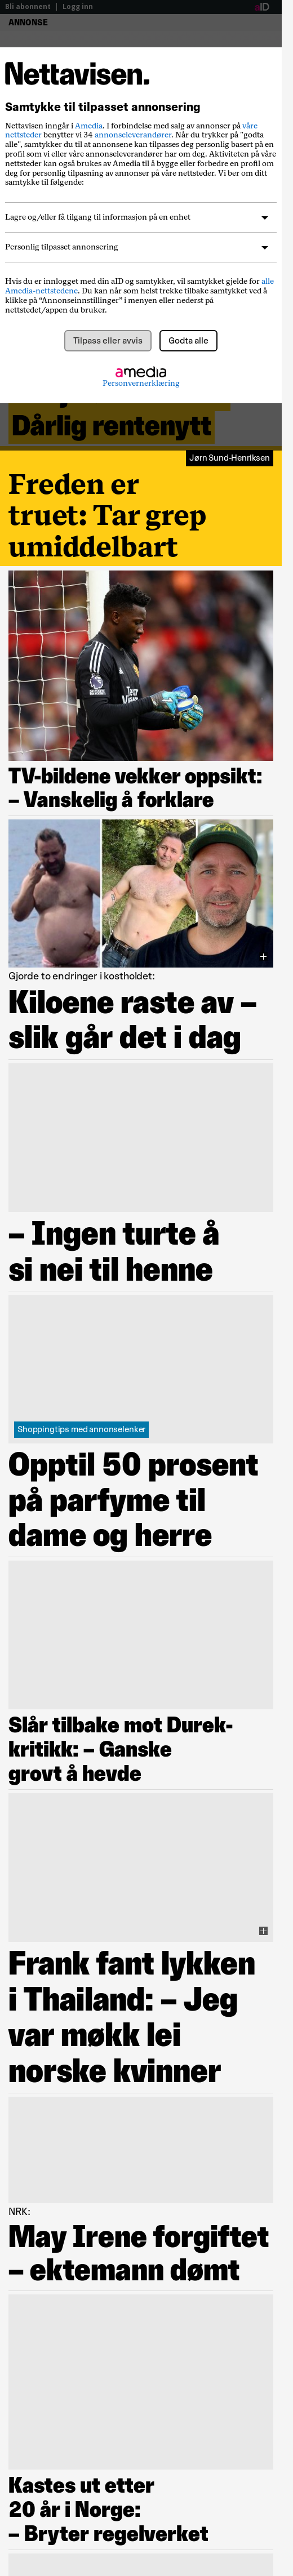 Bli abonnent | Logg inn
aID
ANNONSE
Nettavisen.
Samtykke til tilpasset annonsering
Nettavisen inngår i Amedia. I forbindelse med salg av annonser på våre
nettsteder benytter vi 34 annonseleverandører. Når du trykker på "godta
alle", samtykker du til at annonsene kan tilpasses deg personlig basert på en
profil som vi eller våre annonseleverandører har om deg. Aktiviteten på våre
nettsteder kan også brukes av Amedia til å bygge eller forbedre en profil om
deg for personlig tilpasning av annonser på våre nettsteder. Vi ber om ditt
samtykke til følgende:
Lagre og/eller få tilgang til informasjon på en enhet
Personlig tilpasset annonsering
Hvis du er innlogget med din aID og samtykker, vil samtykket gjelde for alle
Amedia-nettstedene. Du kan når som helst trekke tilbake samtykket ved å
klikke på “Annonseinnstillinger” i menyen eller nederst på
nettstedet/appen du bruker.
Tilpass eller avvis
Godta alle
amedia
Personvernerklæring
Dårlig rentenytt
Jørn Sund-Henriksen
Freden er
truet: Tar grep
umiddelbart
TV-bildene vekker oppsikt:
– Vanskelig å forklare
Gjorde to endringer i kostholdet:
Kiloene raste av –
slik går det i dag
– Ingen turte å
si nei til henne
Shoppingtips med annonselenker
Opptil 50 prosent
på parfyme til
dame og herre
Slår tilbake mot Durek-
kritikk: – Ganske
grovt å hevde
Frank fant lykken
i Thailand: – Jeg
var møkk lei
norske kvinner
NRK:
May Irene forgiftet
– ektemann dømt
Kastes ut etter
20 år i Norge:
– Bryter regelverket